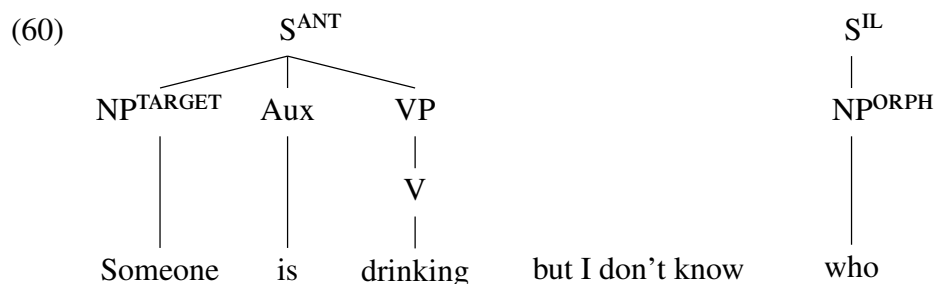 (60) S^ANT S^IL
NP^TARGET Aux VP NP^ORPH
V
Someone is drinking but I don't know who